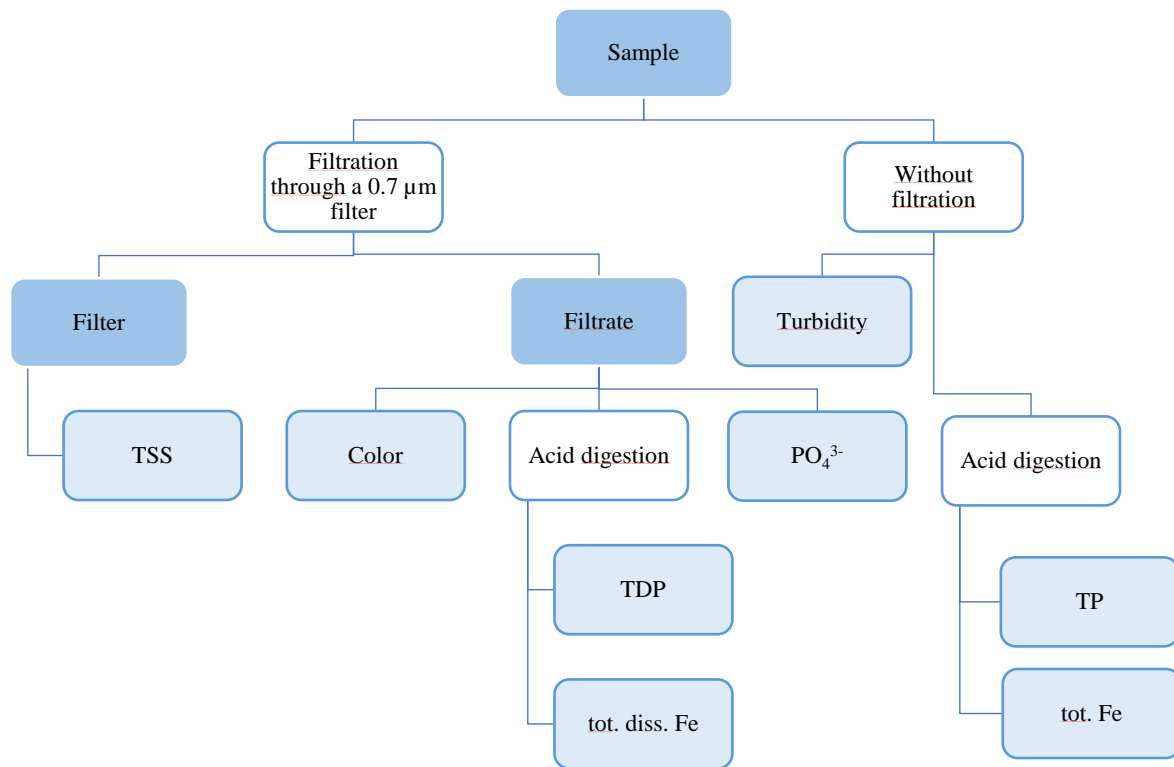 Sample
Filtration
through a 0.7 µm
filter
Without
filtration
Filter
Filtrate
Turbidity
TSS
Color
Acid digestion
PO₄³⁻
Acid digestion
TDP
TP
tot. diss. Fe
tot. Fe